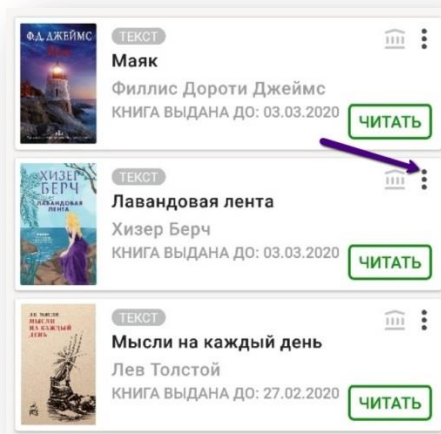 Ф.Д. ДЖЕЙМС
Маяк
ТЕКСТ
Маяк
Филлис Дороти Джеймс
КНИГА ВЫДАНА ДО: 03.03.2020
ЧИТАТЬ
ХИЗЕР
БЕРЧ
ЛАВАНДОВАЯ
ЛЕНТА
ТЕКСТ
Лавандовая лента
Хизер Берч
КНИГА ВЫДАНА ДО: 03.03.2020
ЧИТАТЬ
ЛЕВ ТОЛСТОЙ
МЫСЛИ
НА КАЖДЫЙ
ДЕНЬ
ТЕКСТ
Мысли на каждый день
Лев Толстой
КНИГА ВЫДАНА ДО: 27.02.2020
ЧИТАТЬ